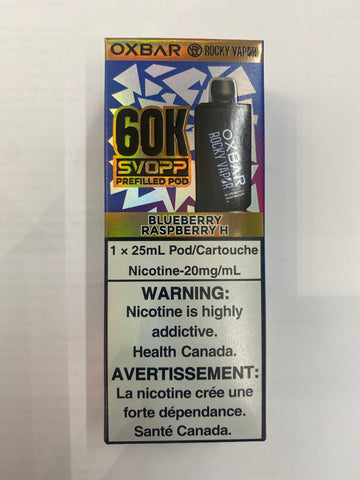 OXBAR R ROCKY VAPOR
60K
SVOPP
PREFILLED POD
OXBAR
ROCKY VAPOR
BLUEBERRY
RASPBERRY H
1 × 25mL Pod/Cartouche
Nicotine-20mg/mL
WARNING:
Nicotine is highly
addictive.
Health Canada.
AVERTISSEMENT:
La nicotine crée une
forte dépendance.
Santé Canada.